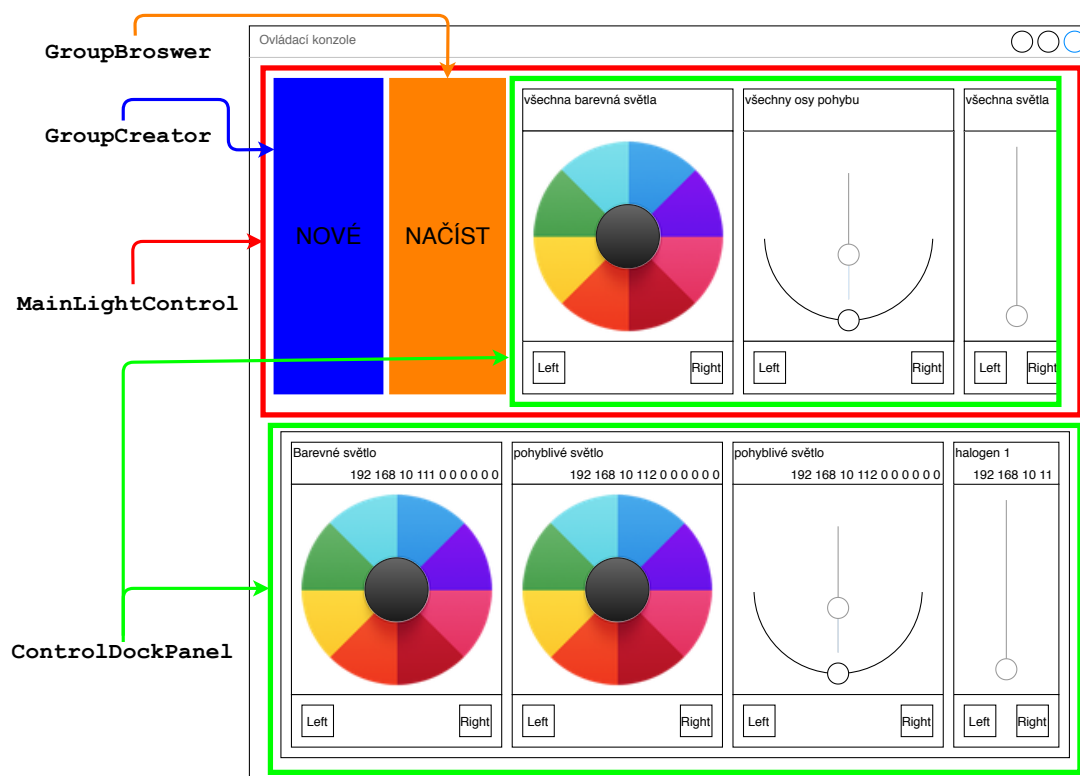 GroupBroswer
GroupCreator
MainLightControl
ControlDockPanel
Ovládací konzole
NOVÉ
NAČÍST
všechna barevná světla
Left
Right
všechny osy pohybu
Left
Right
všechna světla
Left
Right
Barevné světlo
192 168 10 111 0 0 0 0 0 0
Left
Right
pohyblivé světlo
192 168 10 112 0 0 0 0 0 0
Left
Right
pohyblivé světlo
192 168 10 112 0 0 0 0 0 0
Left
Right
halogen 1
192 168 10 11
Left
Right